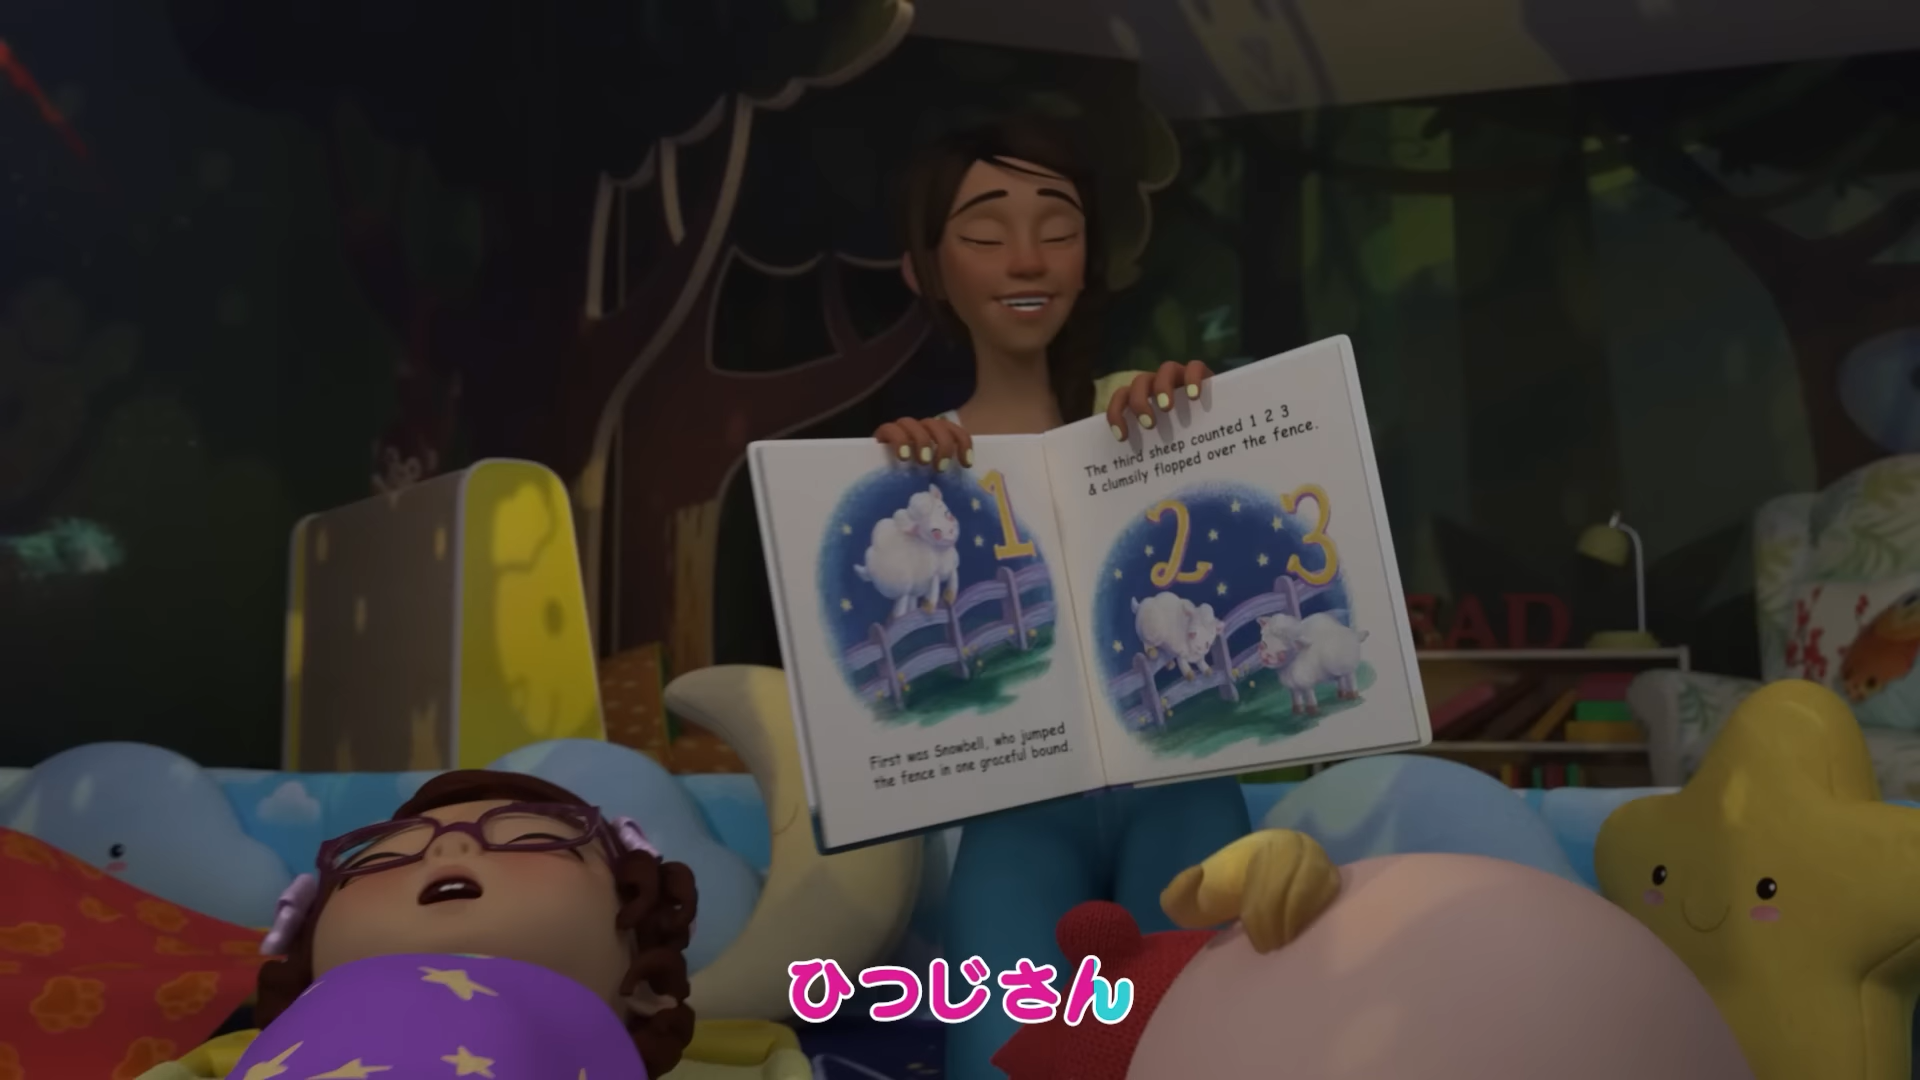 The third sheep counted 1 2 3
& clumsily flopped over the fence.
1
2 3
First was Snowbell, who jumped
the fence in one graceful bound.
EAD
ひつじさん